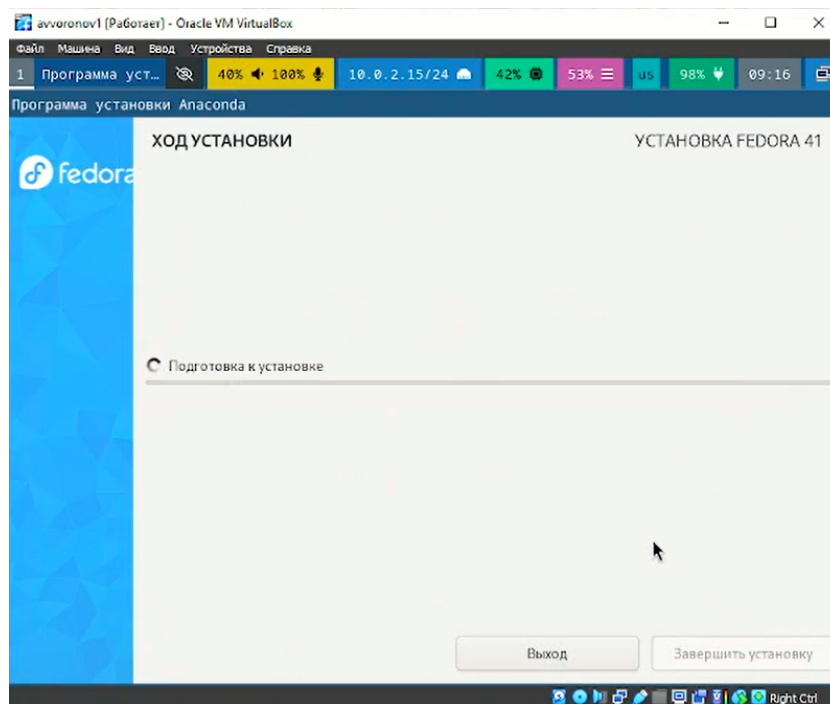 avvoronov1 [Работает] - Oracle VM VirtualBox
Файл Машина Вид Ввод Устройства Справка
1 Программа уст… 40% 100% 10.0.2.15/24 42% 53% us 98% 09:16
Программа установки Anaconda
fedora
ХОД УСТАНОВКИ
УСТАНОВКА FEDORA 41
Подготовка к установке
Выход
Завершить установку
Right Ctrl